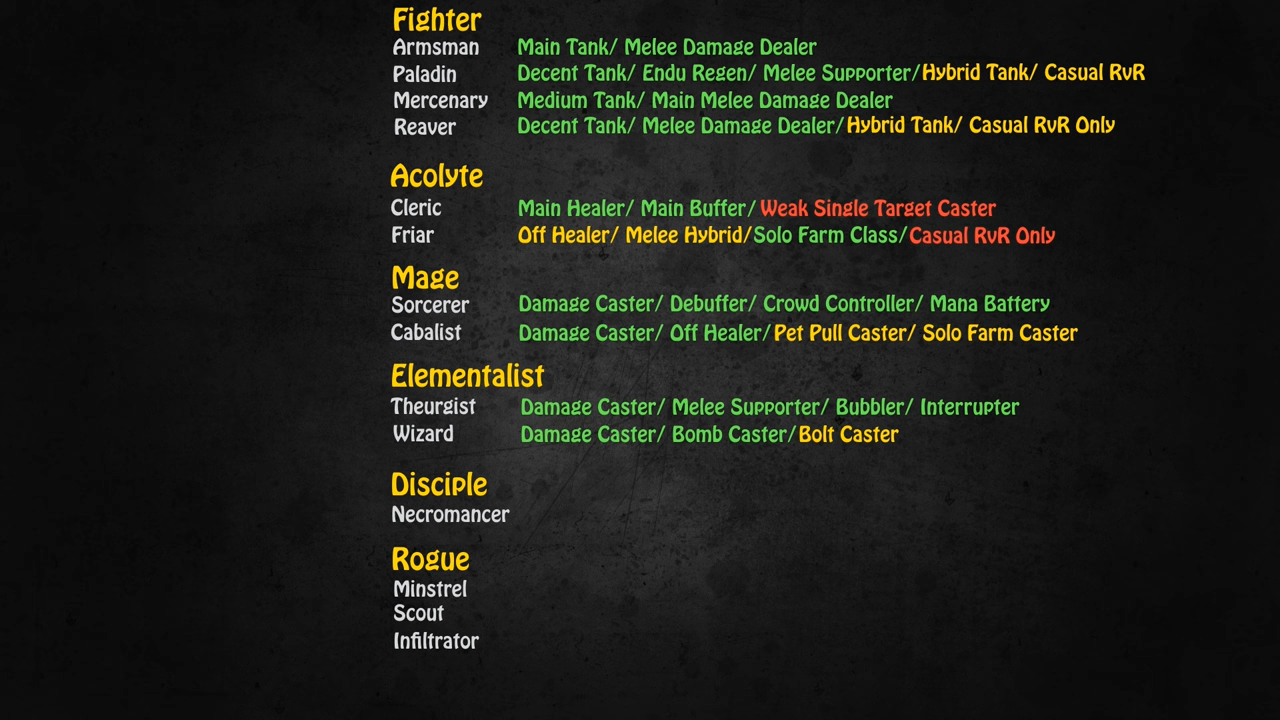 Fighter
Armsman Main Tank/ Melee Damage Dealer
Paladin Decent Tank/ Endu Regen/ Melee Supporter/Hybrid Tank/ Casual RvR
Mercenary Medium Tank/ Main Melee Damage Dealer
Reaver Decent Tank/ Melee Damage Dealer/Hybrid Tank/ Casual RvR Only
Acolyte
Cleric Main Healer/ Main Buffer/Weak Single Target Caster
Friar Off Healer/ Melee Hybrid/Solo Farm Class/Casual RvR Only
Mage
Sorcerer Damage Caster/ Debuffer/ Crowd Controller/ Mana Battery
Cabalist Damage Caster/ Off Healer/Pet Pull Caster/ Solo Farm Caster
Elementalist
Theurgist Damage Caster/ Melee Supporter/ Bubbler/ Interrupter
Wizard Damage Caster/ Bomb Caster/Bolt Caster
Disciple
Necromancer
Rogue
Minstrel
Scout
Infiltrator